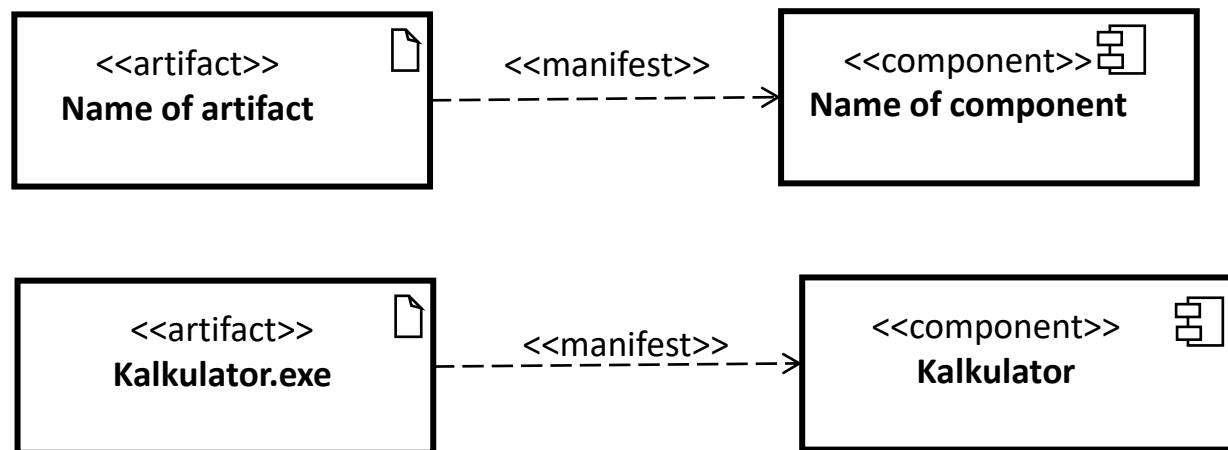 <<artifact>>
Name of artifact
<<manifest>>
<<component>>
Name of component
<<artifact>>
Kalkulator.exe
<<manifest>>
<<component>>
Kalkulator